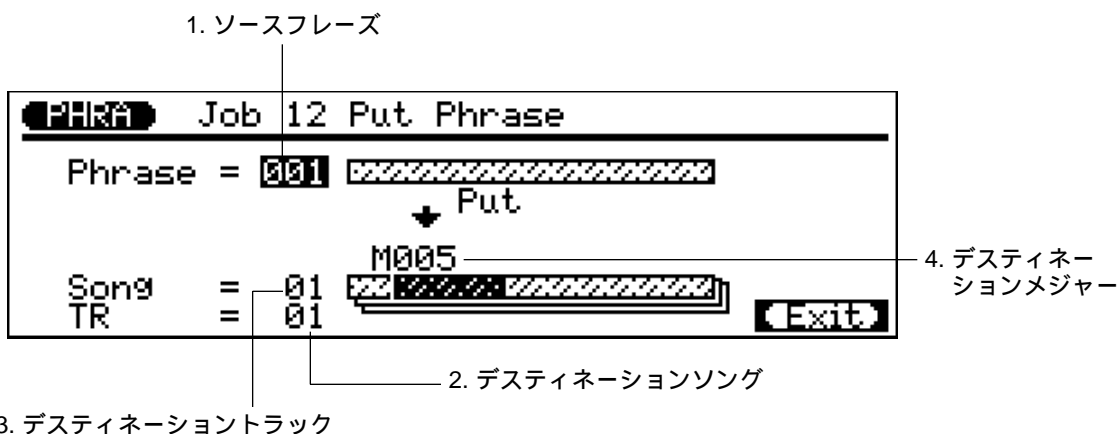 1. ソースフレーズ
PHRA Job 12 Put Phrase
Phrase = 001
Put
M005
4. デスティネー
ションメジャー
Song = 01
TR = 01
Exit
2. デスティネーションソング
3. デスティネーショントラック